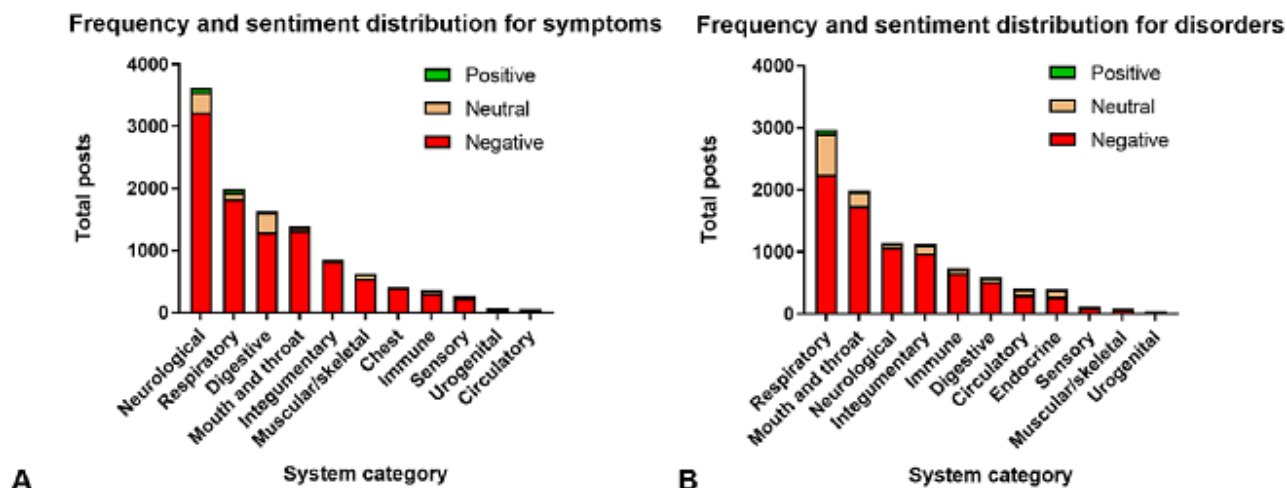 Frequency and sentiment distribution for symptoms
4000
3000
2000
1000
0
Total posts
Positive
Neutral
Negative
Neurological
Respiratory
Digestive
Mouth and throat
Integumentary
Muscular/skeletal
Chest
Immune
Sensory
Urogenital
Circulatory
System category
A
Frequency and sentiment distribution for disorders
4000
3000
2000
1000
0
Total posts
Positive
Neutral
Negative
Respiratory
Mouth and throat
Neurological
Integumentary
Immune
Digestive
Circulatory
Endocrine
Sensory
Muscular/skeletal
Urogenital
System category
B